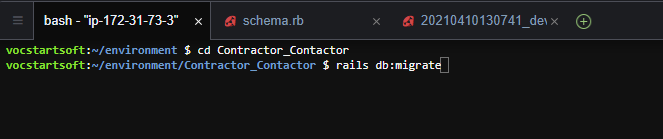 bash - "ip-172-31-73-3"
schema.rb
20210410130741_dev
vocstartsoft:~/environment $ cd Contractor_Contactor
vocstartsoft:~/environment/Contractor_Contactor $ rails db:migrate